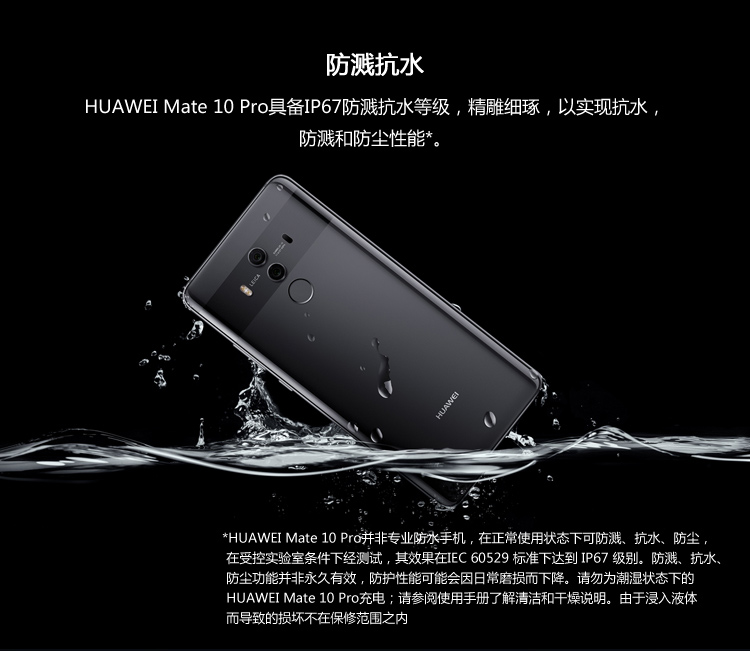 防溅抗水
HUAWEI Mate 10 Pro具备IP67防溅抗水等级，精雕细琢，以实现抗水，
防溅和防尘性能*。
LEICA
HUAWEI
*HUAWEI Mate 10 Pro并非专业防水手机，在正常使用状态下可防溅、抗水、防尘，
在受控实验室条件下经测试，其效果在IEC 60529 标准下达到 IP67 级别。防溅、抗水、
防尘功能并非永久有效，防护性能可能会因日常磨损而下降。请勿为潮湿状态下的
HUAWEI Mate 10 Pro充电；请参阅使用手册了解清洁和干燥说明。由于浸入液体
而导致的损坏不在保修范围之内